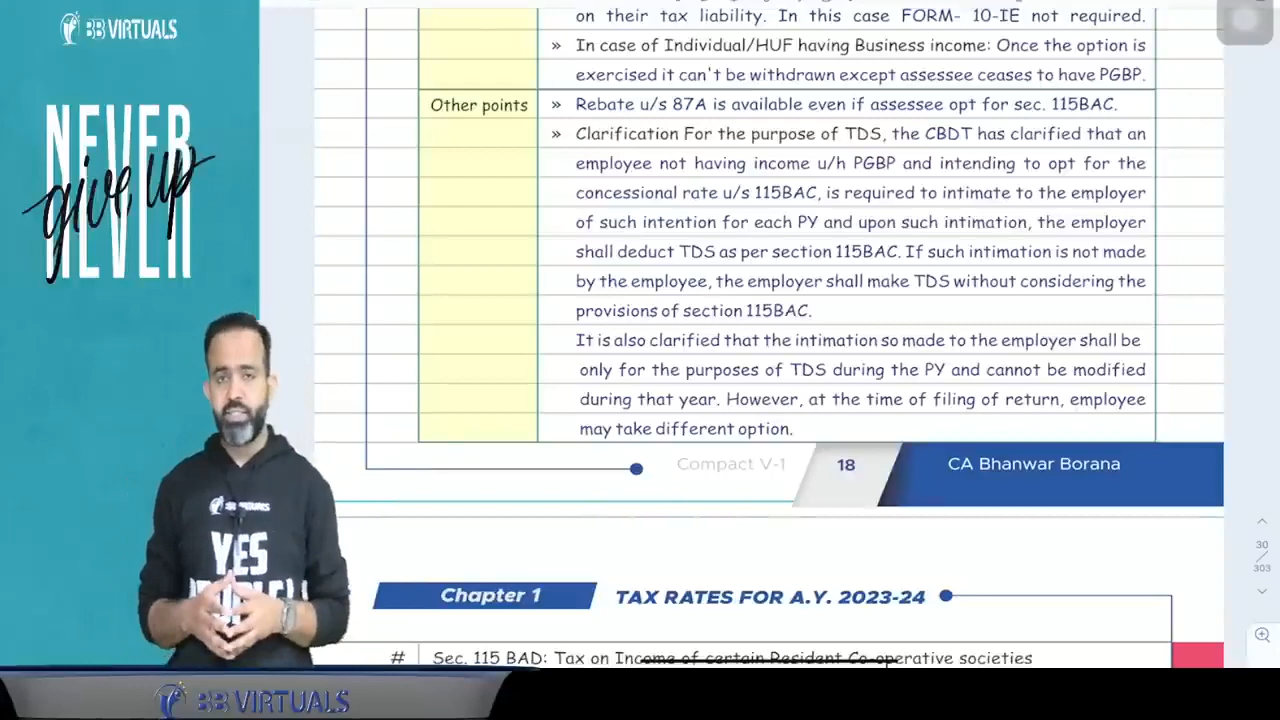 BB VIRTUALS
NEVER
give up
NEVER
on their tax liability. In this case FORM- 10-IE not required.
» In case of Individual/HUF having Business income: Once the option is
exercised it can't be withdrawn except assessee ceases to have PGBP.
Other points
» Rebate u/s 87A is available even if assessee opt for sec. 115BAC.
» Clarification For the purpose of TDS, the CBDT has clarified that an
employee not having income u/h PGBP and intending to opt for the
concessional rate u/s 115BAC, is required to intimate to the employer
of such intention for each PY and upon such intimation, the employer
shall deduct TDS as per section 115BAC. If such intimation is not made
by the employee, the employer shall make TDS without considering the
provisions of section 115BAC.
It is also clarified that the intimation so made to the employer shall be
only for the purposes of TDS during the PY and cannot be modified
during that year. However, at the time of filing of return, employee
may take different option.
Compact V-1 18 CA Bhanwar Borana
30
303
Chapter 1 TAX RATES FOR A.Y. 2023-24
# Sec. 115 BAD: Tax on Income of certain Resident Co-operative societies
BB VIRTUALS
YES
BB VIRTUALS